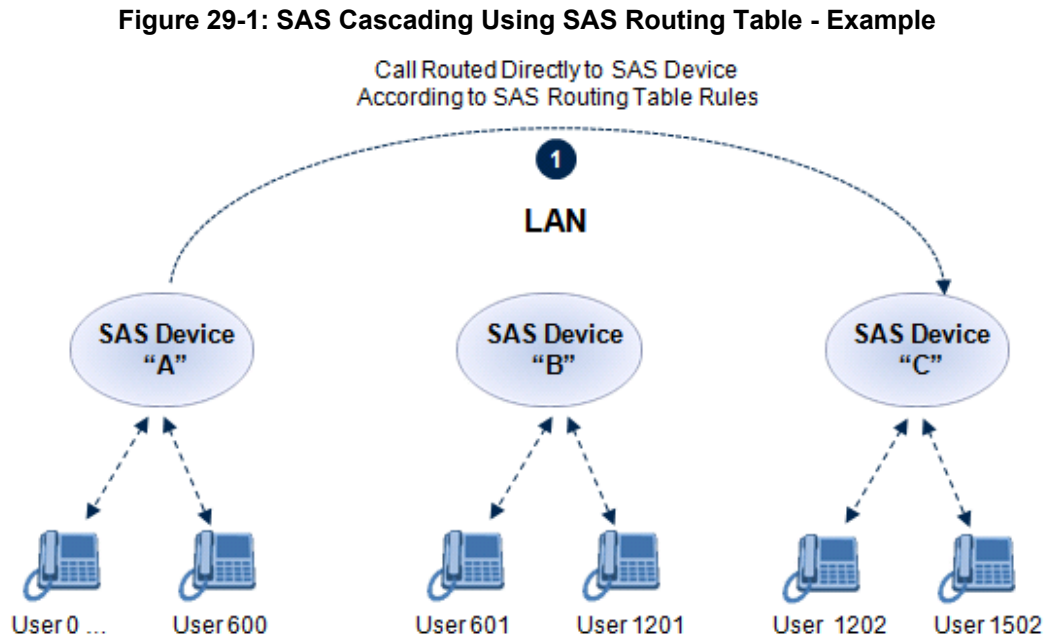 Figure 29-1: SAS Cascading Using SAS Routing Table - Example
Call Routed Directly to SAS Device
According to SAS Routing Table Rules
1
LAN
SAS Device
“A”
SAS Device
“B”
SAS Device
“C”
User 0 ...
User 600
User 601
User 1201
User 1202
User 1502